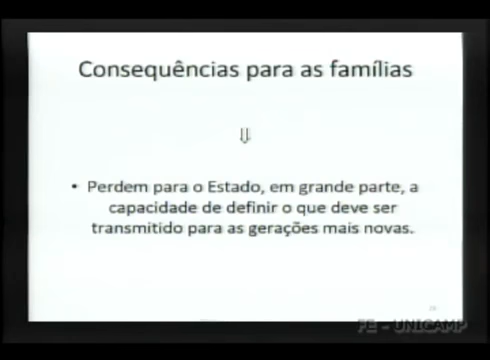 Consequências para as famílias
⇓
• Perdem para o Estado, em grande parte, a
capacidade de definir o que deve ser
transmitido para as gerações mais novas.
FE - UNICAMP